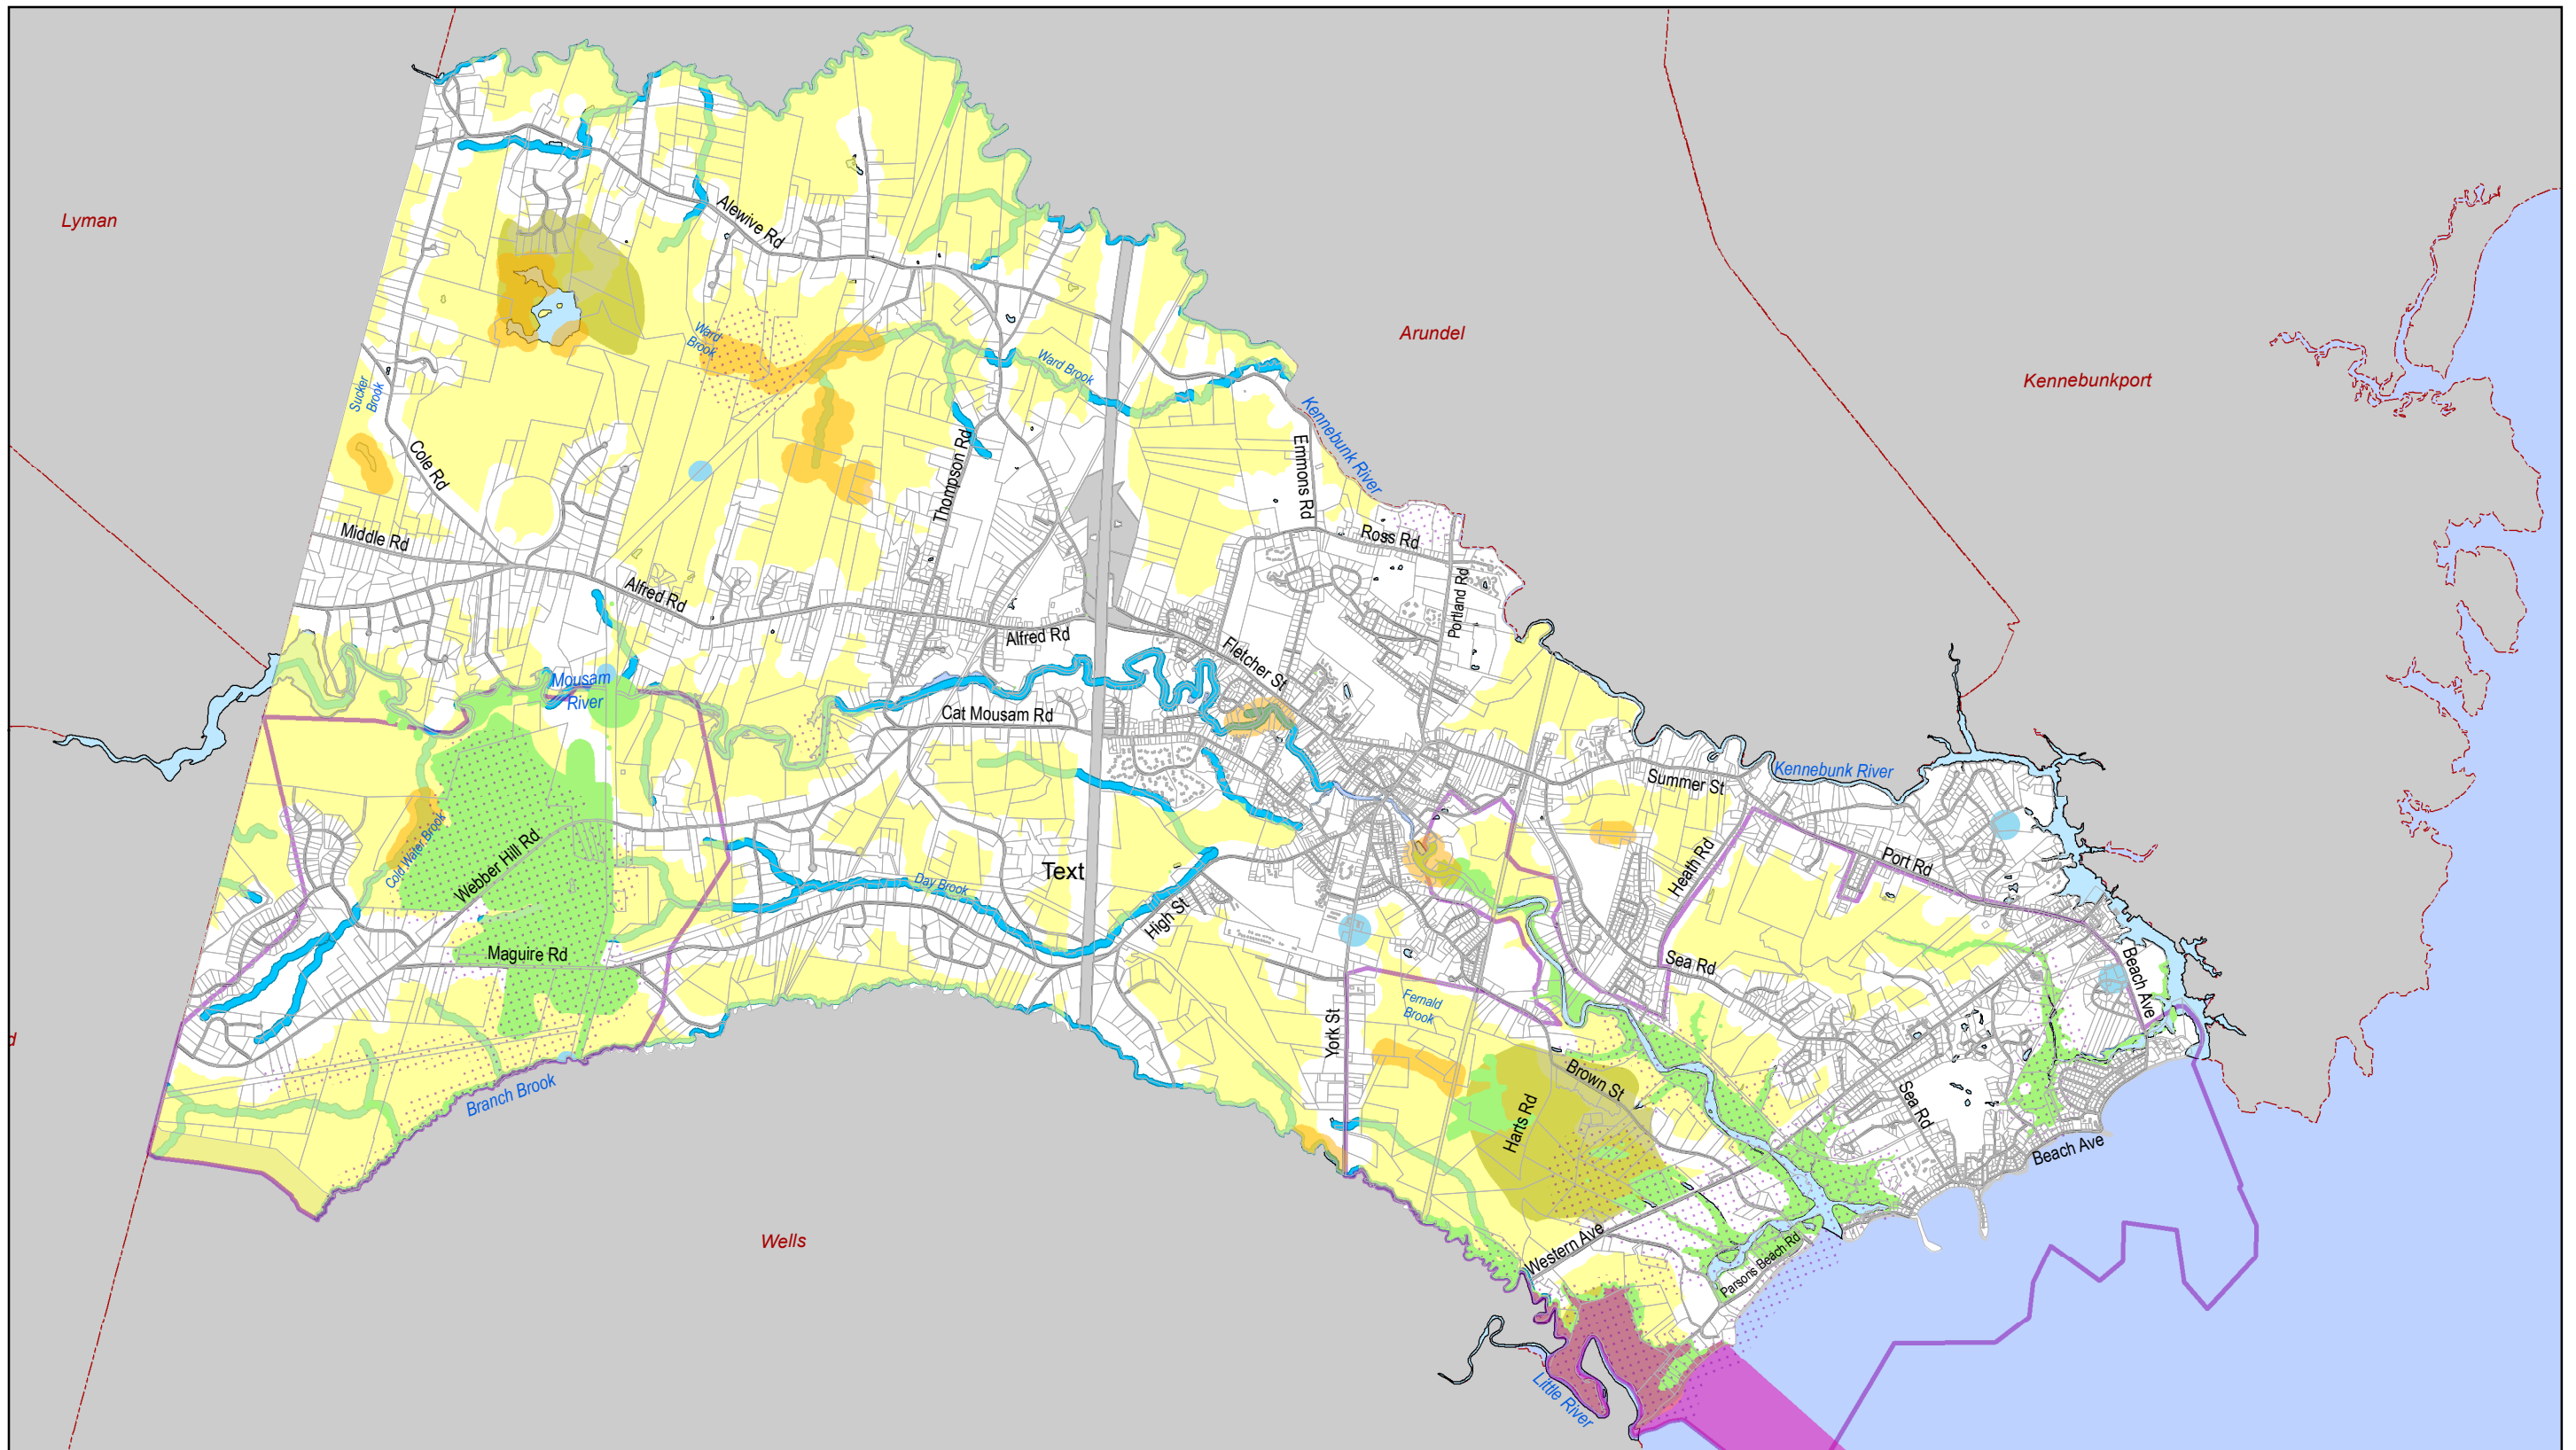 Lyman
Alewive Rd
Arundel
Kennebunkport
Ward
Brook
Ward Brook
Sucker
Brook
Kennebunk River
Cole Rd
Thompson Rd
Emmons Rd
Middle Rd
Ross Rd
Alfred Rd
Portland Rd
Alfred Rd
Fletcher St
Mousam
River
Cat Mousam Rd
Kennebunk River
Summer St
Cold Water Brook
Webber Hill Rd
Text
Day Brook
Heath Rd
Port Rd
High St
Maguire Rd
Sea Rd
Beach Ave
Fernald
Brook
York St
d
Branch Brook
Brown St
Harts Rd
Sea Rd
Beach Ave
Wells
Western Ave
Parsons Beach Rd
Little River